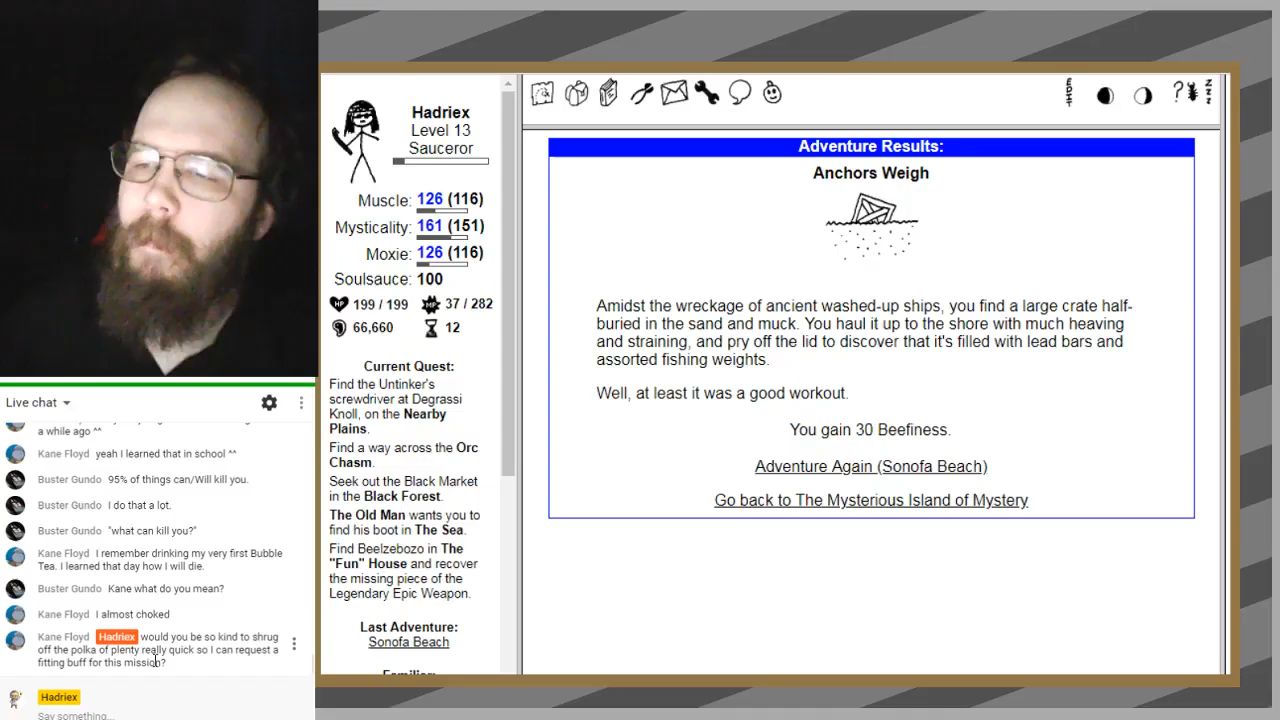 Live chat
a while ago ^^
Kane Floyd yeah I learned that in school ^^
Buster Gundo 95% of things can/Will kill you.
Buster Gundo I do that a lot.
Buster Gundo "what can kill you?"
Kane Floyd I remember drinking my very first Bubble
Tea. I learned that day how I will die.
Buster Gundo Kane what do you mean?
Kane Floyd I almost choked
Kane Floyd Hadriex would you be so kind to shrug
off the polka of plenty really quick so I can request a
fitting buff for this mission?
Hadriex
Say something...
Hadriex
Level 13
Sauceror
Muscle: 126 (116)
Mysticality: 161 (151)
Moxie: 126 (116)
Soulsauce: 100
HP 199 / 199 MP 37 / 282
66,660 12
Current Quest:
Find the Untinker's
screwdriver at Degrassi
Knoll, on the Nearby
Plains.
Find a way across the Orc
Chasm.
Seek out the Black Market
in the Black Forest.
The Old Man wants you to
find his boot in The Sea.
Find Beelzebozo in The
"Fun" House and recover
the missing piece of the
Legendary Epic Weapon.
Last Adventure:
Sonofa Beach
EDIT
? Z Z Z
Adventure Results:
Anchors Weigh
Amidst the wreckage of ancient washed-up ships, you find a large crate half-
buried in the sand and muck. You haul it up to the shore with much heaving
and straining, and pry off the lid to discover that it's filled with lead bars and
assorted fishing weights.
Well, at least it was a good workout.
You gain 30 Beefiness.
Adventure Again (Sonofa Beach)
Go back to The Mysterious Island of Mystery